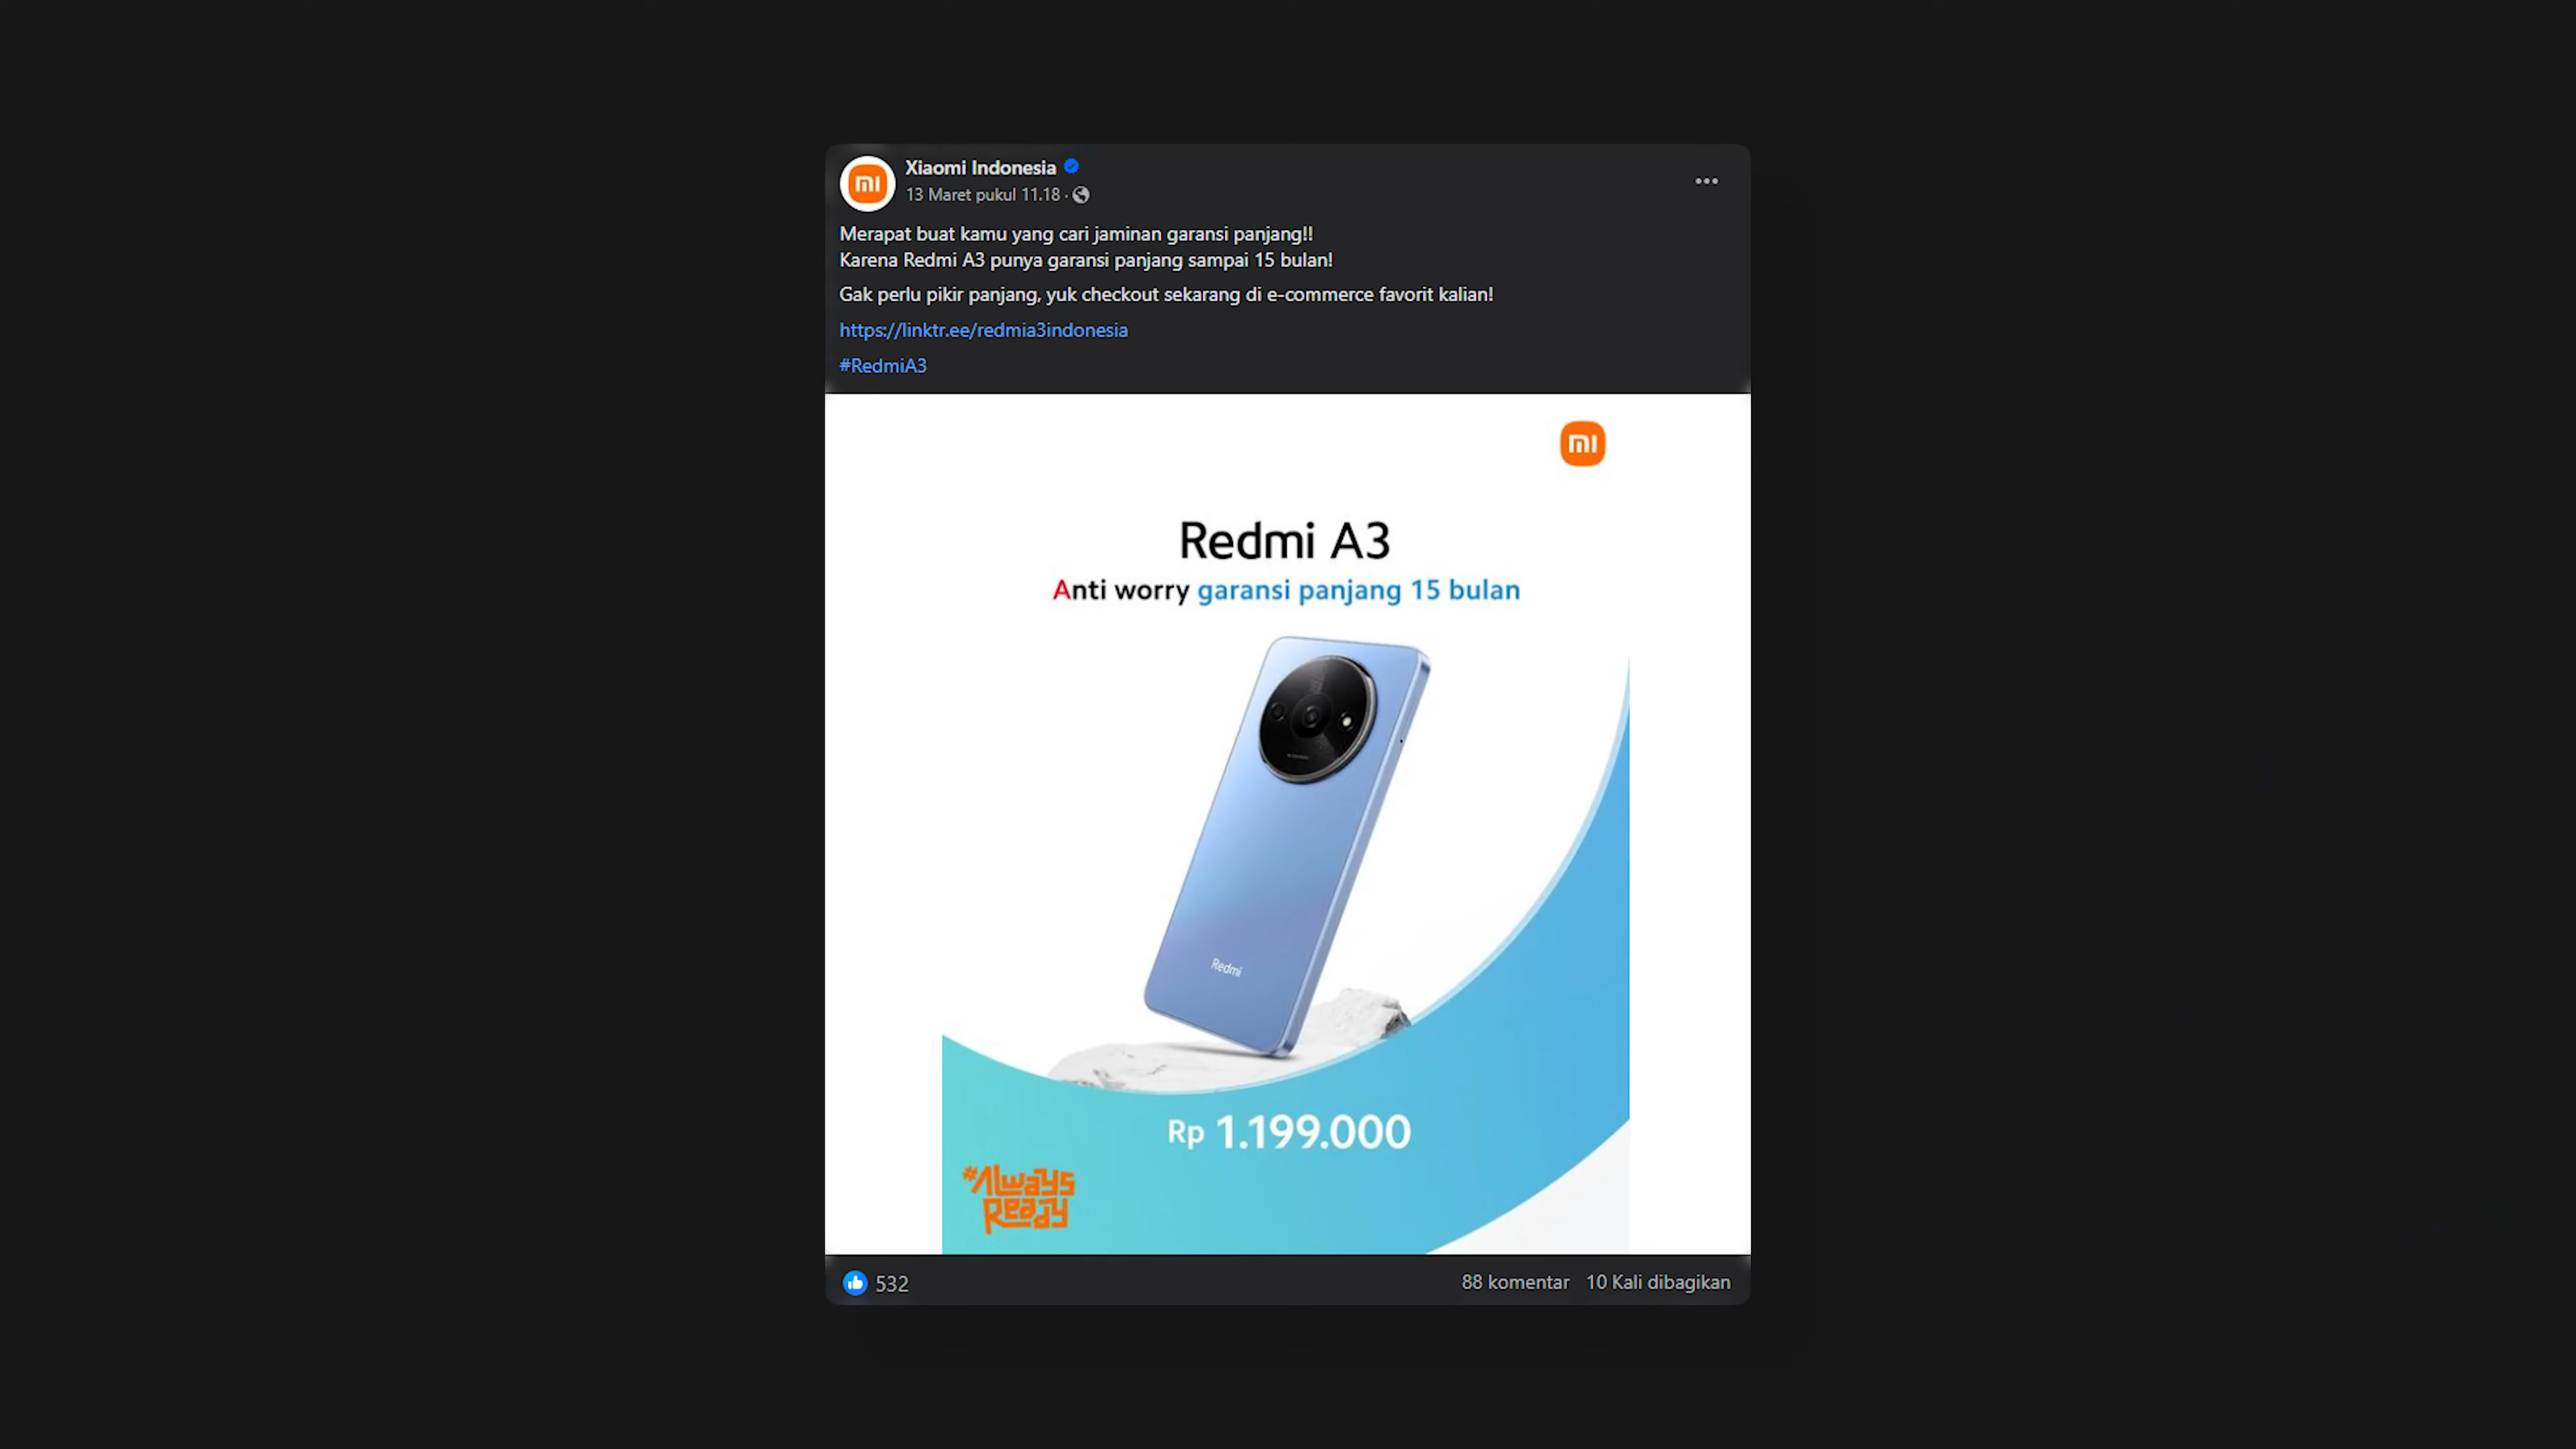 Xiaomi Indonesia
13 Maret pukul 11.18 ·
Merapat buat kamu yang cari jaminan garansi panjang!!
Karena Redmi A3 punya garansi panjang sampai 15 bulan!
Gak perlu pikir panjang, yuk checkout sekarang di e-commerce favorit kalian!
https://linktr.ee/redmia3indonesia
#RedmiA3
Redmi A3
Anti worry garansi panjang 15 bulan
Redmi
Rp 1.199.000
#Always
Ready
532
88 komentar 10 Kali dibagikan